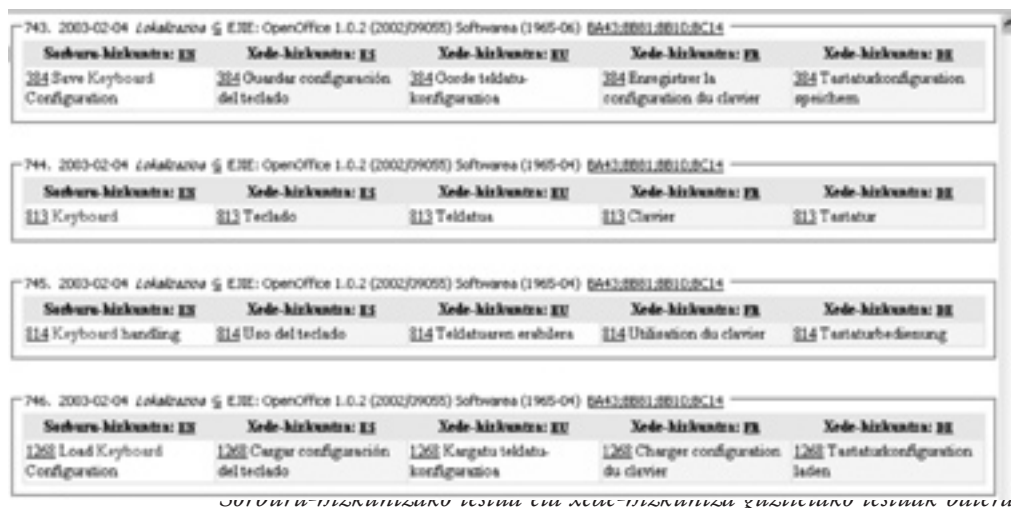 743. 2003-02-04 Lokalizazioa § EJIE: OpenOffice 1.0.2 (2002/09055) Softwarea (1965-06) BA43;BB81;BB10;BC14
Sorburu-hizkuntza: EN Xede-hizkuntza: ES Xede-hizkuntza: EU Xede-hizkuntza: FR Xede-hizkuntza: DE
384 Save Keyboard Configuration 384 Guardar configuración del teclado 384 Gorde teklatu-konfigurazioa 384 Enregistrer la configuration du clavier 384 Tastaturkonfiguration speichern
744. 2003-02-04 Lokalizazioa § EJIE: OpenOffice 1.0.2 (2002/09055) Softwarea (1965-04) BA43;BB81;BB10;BC14
Sorburu-hizkuntza: EN Xede-hizkuntza: ES Xede-hizkuntza: EU Xede-hizkuntza: FR Xede-hizkuntza: DE
813 Keyboard 813 Teclado 813 Teklatua 813 Clavier 813 Tastatur
745. 2003-02-04 Lokalizazioa § EJIE: OpenOffice 1.0.2 (2002/09055) Softwarea (1965-04) BA43;BB81;BB10;BC14
Sorburu-hizkuntza: EN Xede-hizkuntza: ES Xede-hizkuntza: EU Xede-hizkuntza: FR Xede-hizkuntza: DE
814 Keyboard handling 814 Uso del teclado 814 Teklatuaren erabilera 814 Utilisation du clavier 814 Tastaturbedienung
746. 2003-02-04 Lokalizazioa § EJIE: OpenOffice 1.0.2 (2002/09055) Softwarea (1965-04) BA43;BB81;BB10;BC14
Sorburu-hizkuntza: EN Xede-hizkuntza: ES Xede-hizkuntza: EU Xede-hizkuntza: FR Xede-hizkuntza: DE
1268 Load Keyboard Configuration 1268 Cargar configuración del teclado 1268 Kargatu teklatu-konfigurazioa 1268 Charger configuration du clavier 1268 Tastaturkonfiguration laden